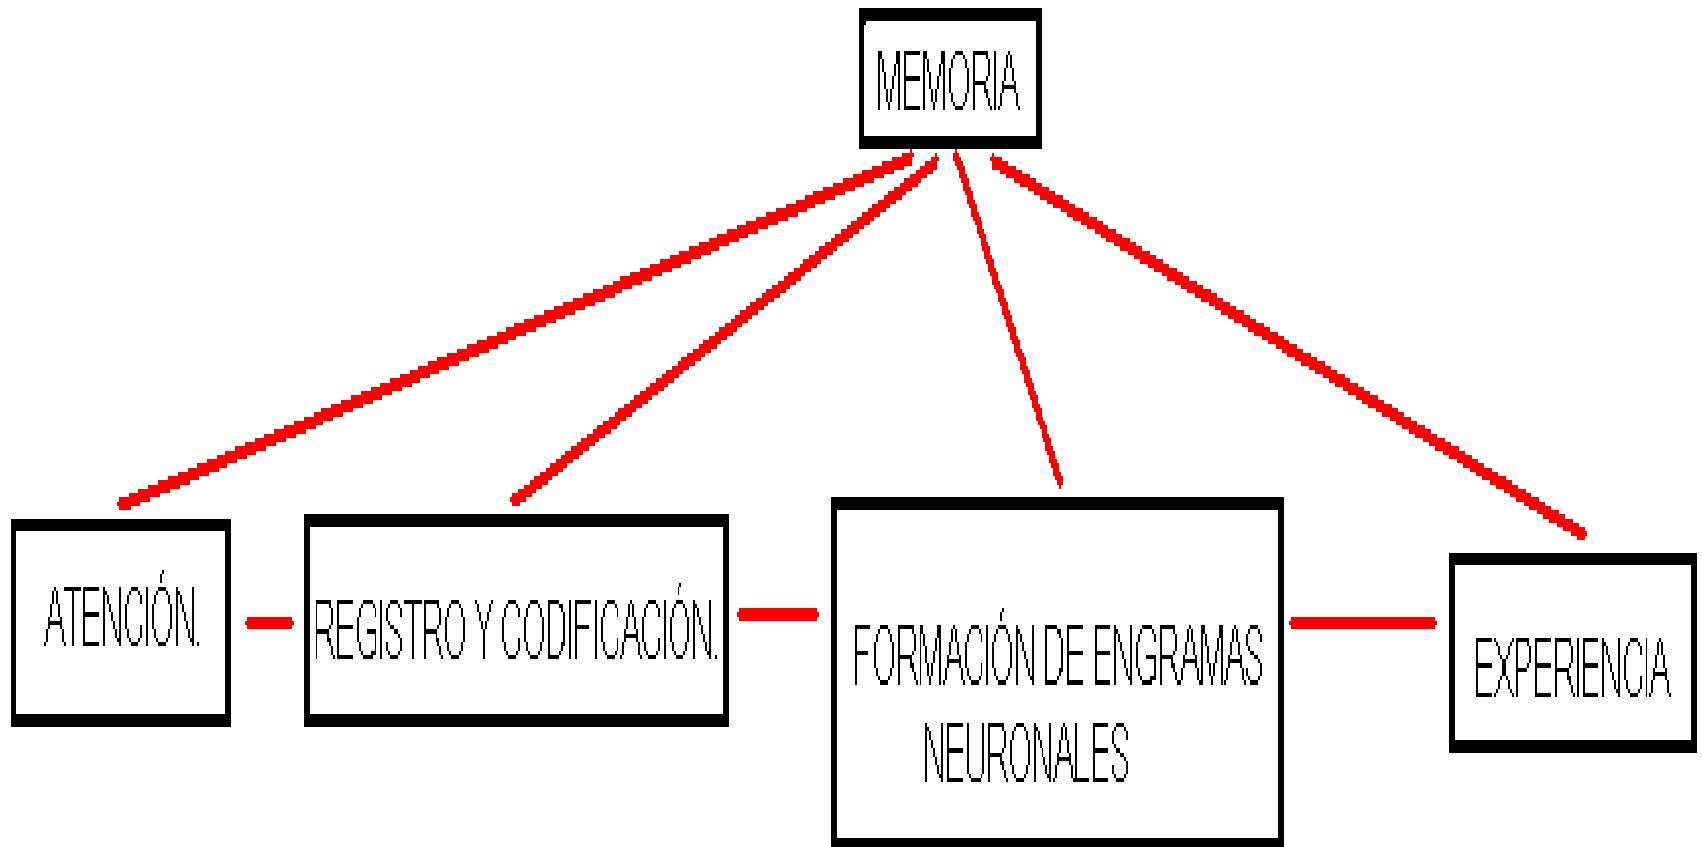 MEMORIA
ATENCIÓN.
REGISTRO Y CODIFICACIÓN.
FORMACIÓN DE ENGRAMAS
NEURONALES
EXPERIENCIA